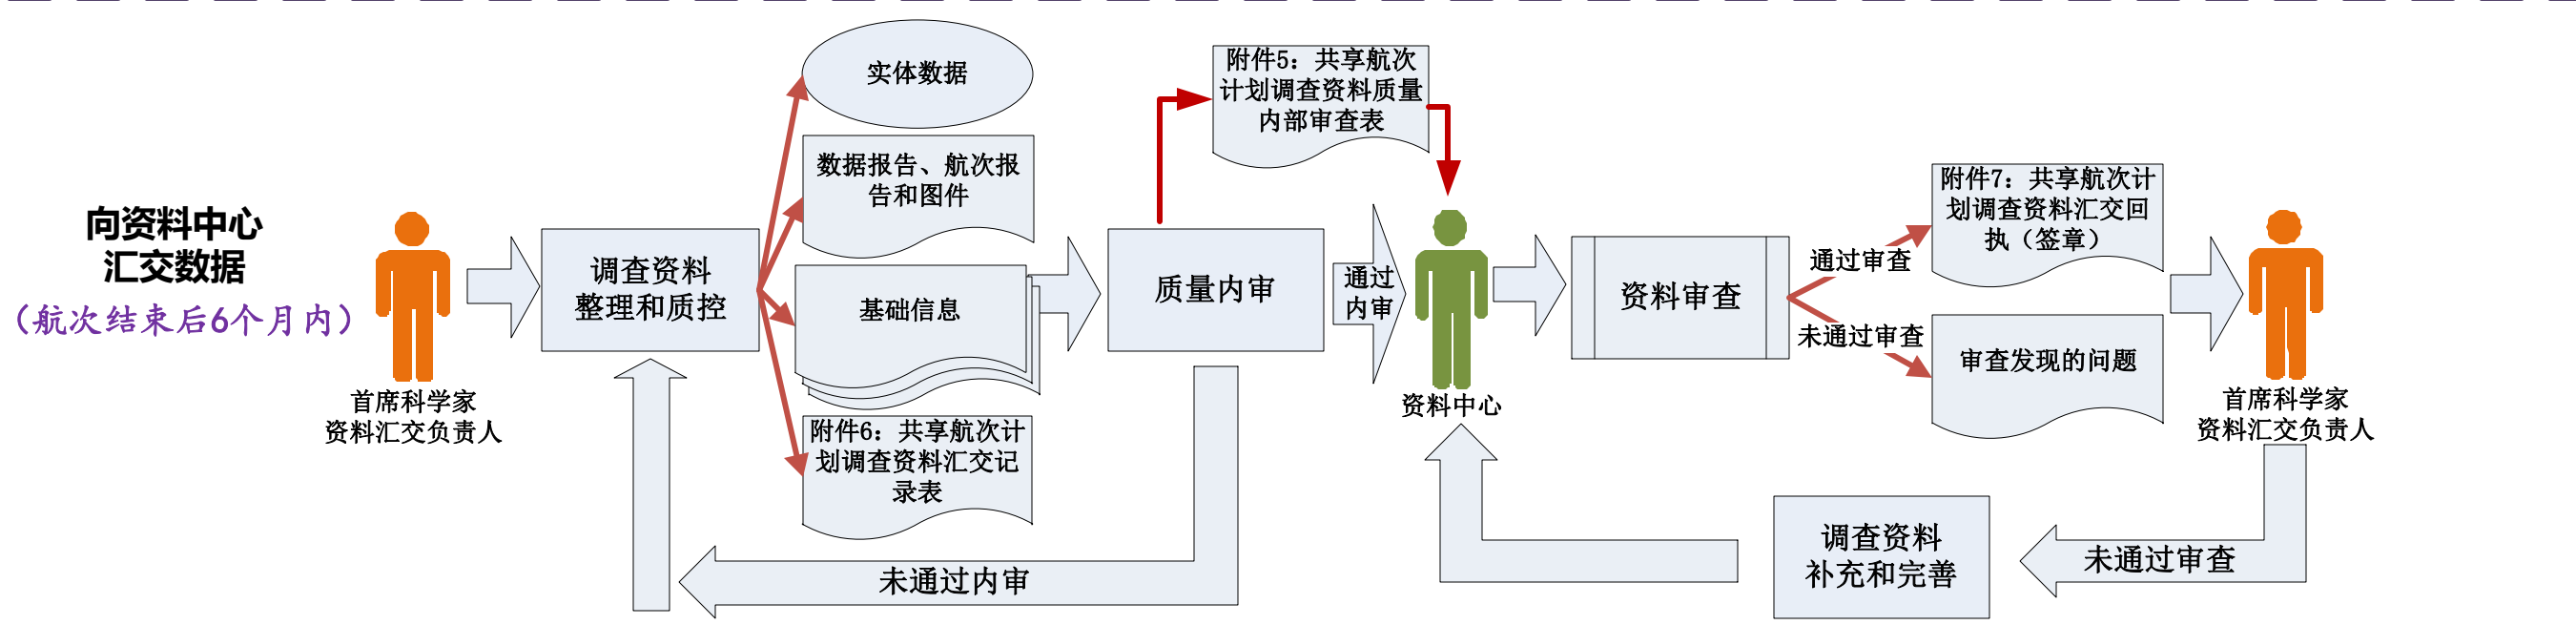 向资料中心
汇交数据
（航次结束后6个月内）
首席科学家
资料汇交负责人
调查资料
整理和质控
实体数据
数据报告、航次报
告和图件
基础信息
附件6：共享航次计
划调查资料汇交记
录表
质量内审
未通过内审
附件5：共享航次
计划调查资料质量
内部审查表
通过
内审
资料中心
资料审查
通过审查
未通过审查
附件7：共享航次计
划调查资料汇交回
执（签章）
审查发现的问题
首席科学家
资料汇交负责人
未通过审查
调查资料
补充和完善